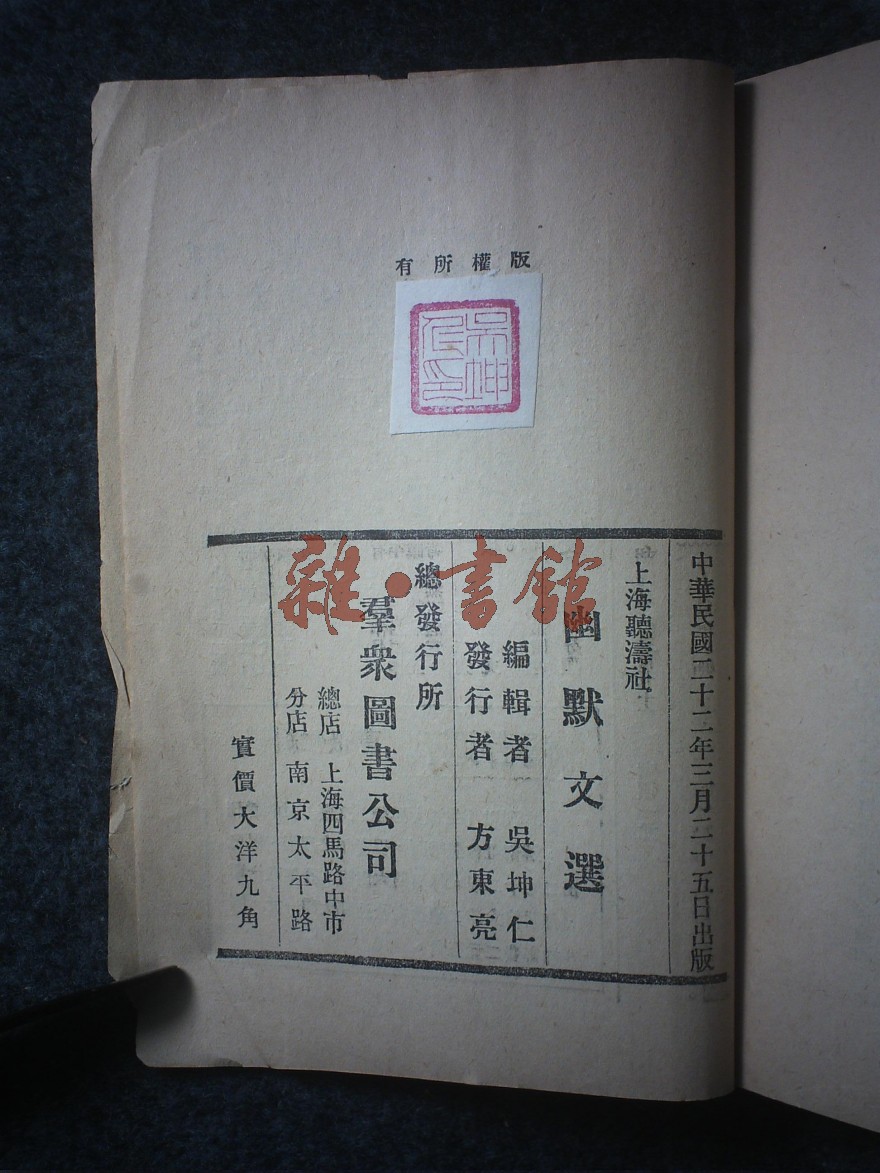 版權所有
吳坤仁印
中華民國二十二年三月二十五日出版
上海聽濤社
幽默文選
編輯者 吳坤仁
發行者 方東亮
總發行所
羣衆圖書公司
總店 上海四馬路中市
分店 南京太平路
實價大洋九角
雜·書館